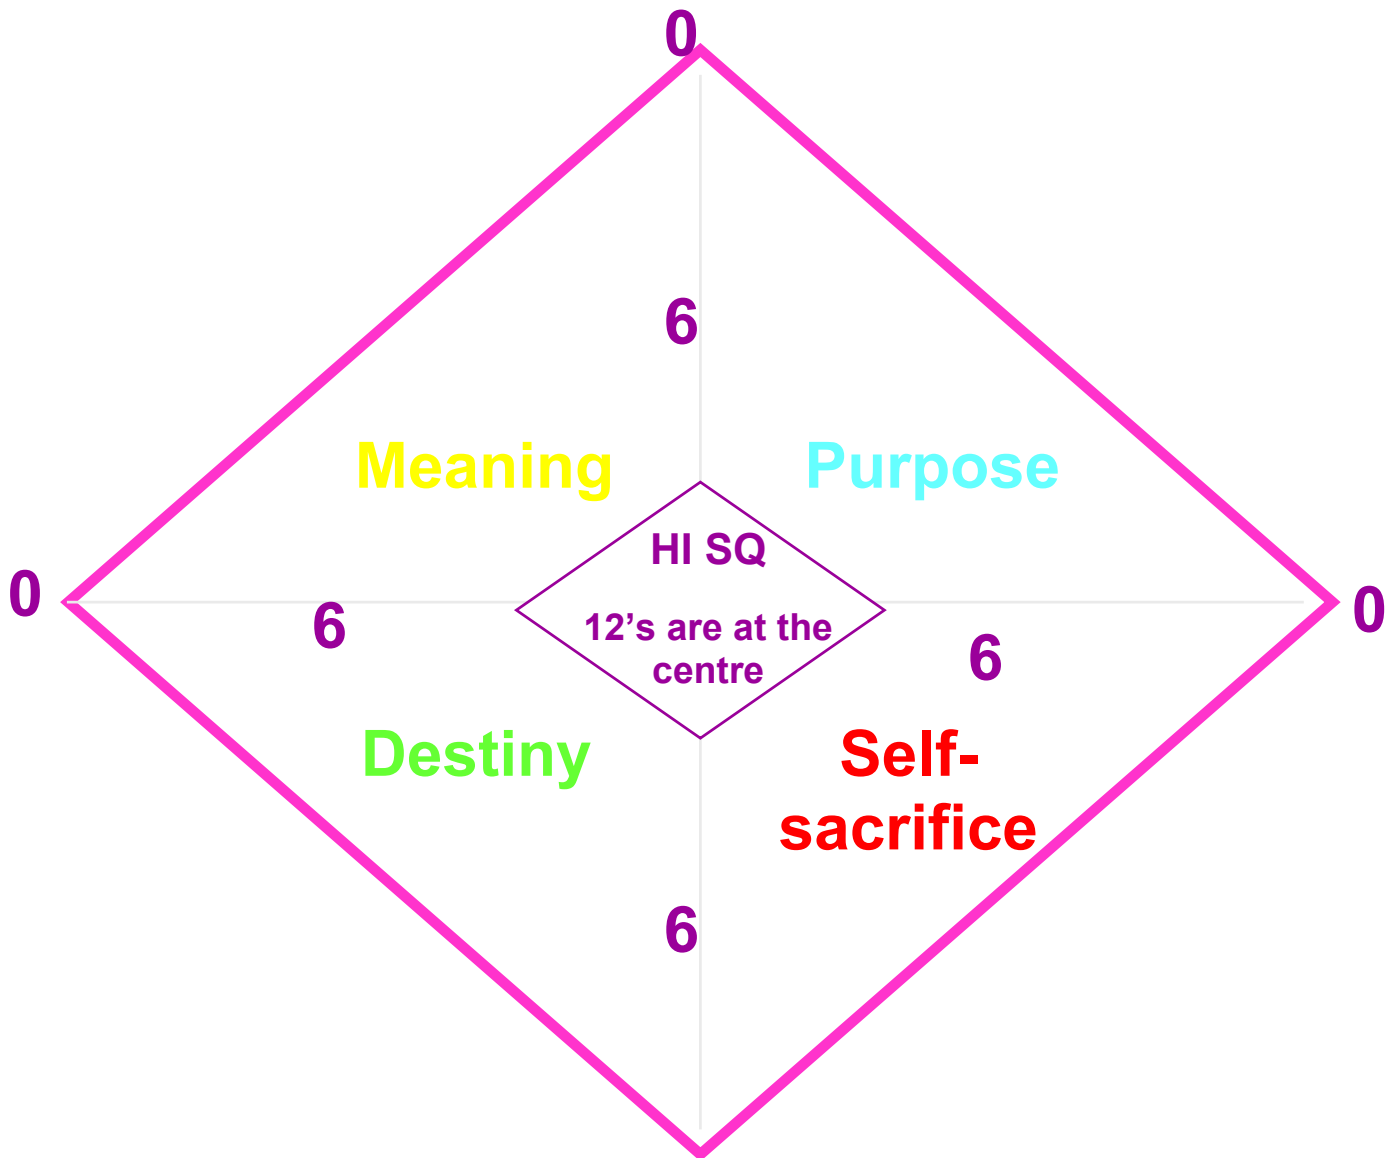 0
6
Meaning
Purpose
HI SQ
0
0
6
12’s are at the
centre
6
Destiny
Self-
sacrifice
6